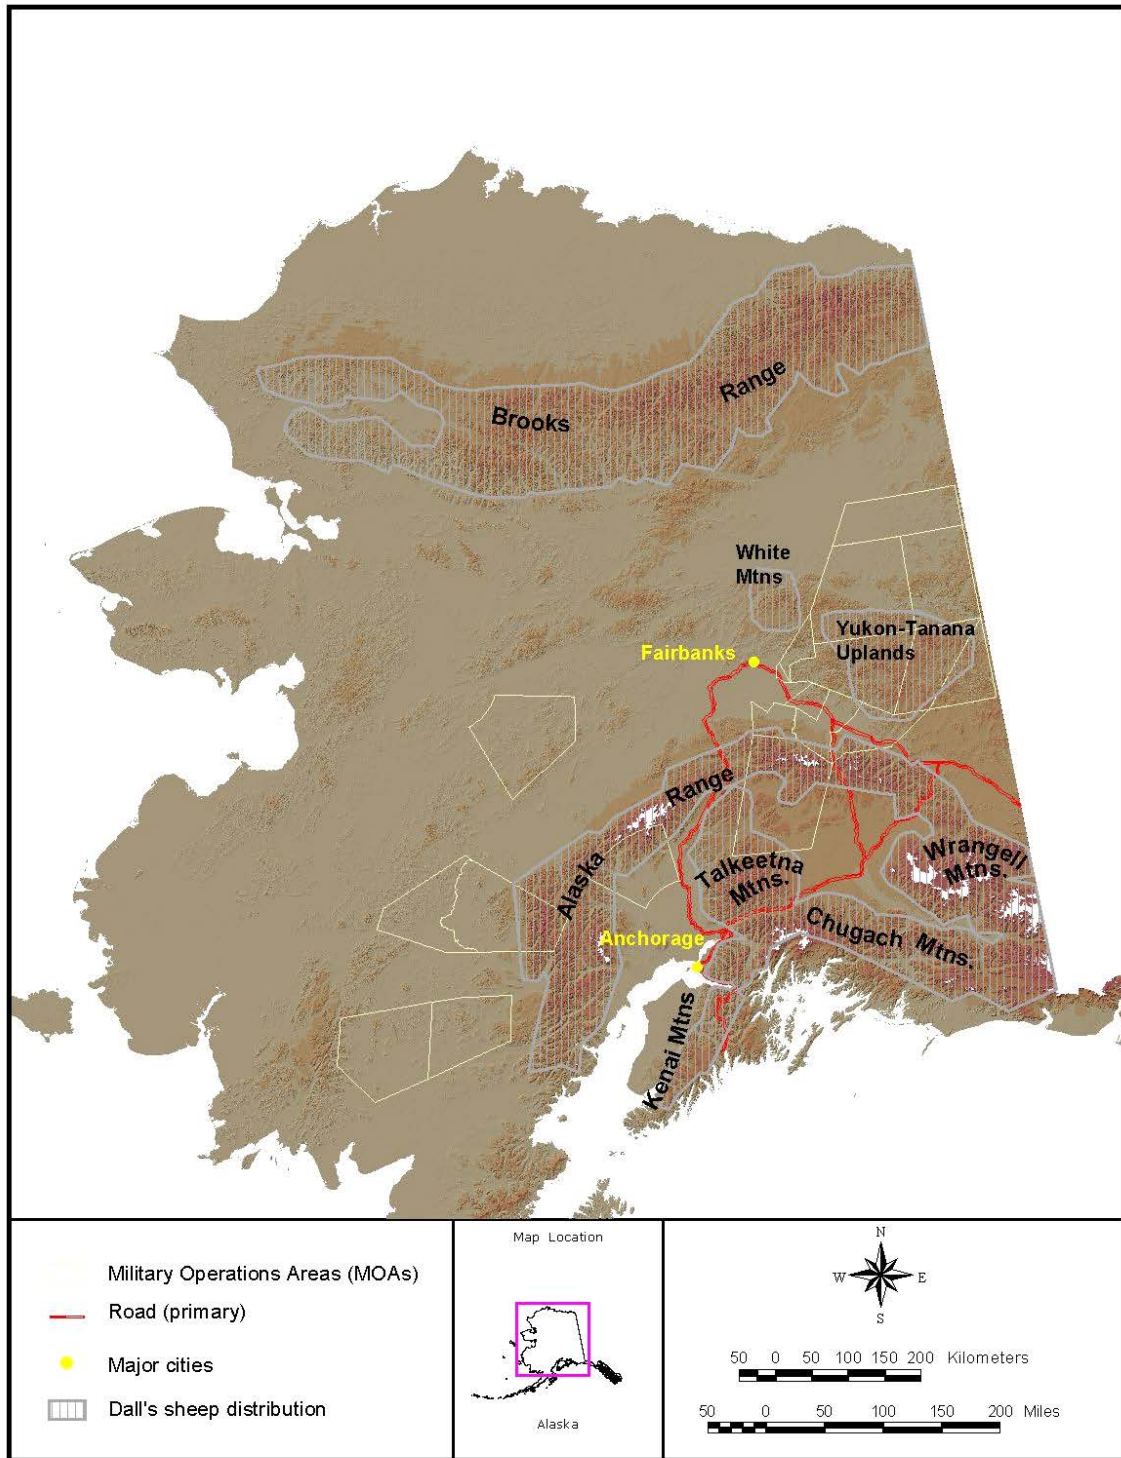 Brooks
Range
White
Mtns
Yukon-Tanana
Uplands
Fairbanks
Range
Alaska
Talkeetna
Mtns.
Wrangell
Mtns.
Chugach Mtns.
Anchorage
Kenai Mtns
Military Operations Areas (MOAs)
Road (primary)
Major cities
Dall's sheep distribution
Map Location
Alaska
N
W E
S
50 0 50 100 150 200 Kilometers
50 0 50 100 150 200 Miles